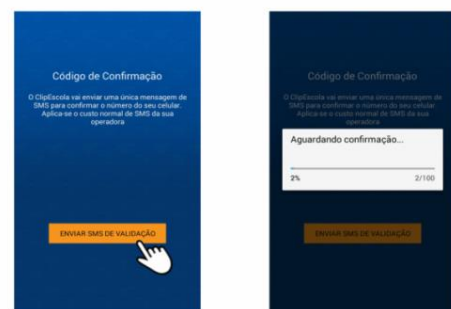 Código de Confirmação
O ClipEscola vai enviar uma única mensagem de
SMS para confirmar o número do seu celular.
Aplica-se o custo normal de SMS da sua
operadora
ENVIAR SMS DE VALIDAÇÃO
Código de Confirmação
O ClipEscola vai enviar uma única mensagem de
SMS para confirmar o número do seu celular
Aplica-se o custo normal de SMS da sua
operadora
Aguardando confirmação...
2% 2/100
ENVIAR SMS DE VALIDAÇÃO